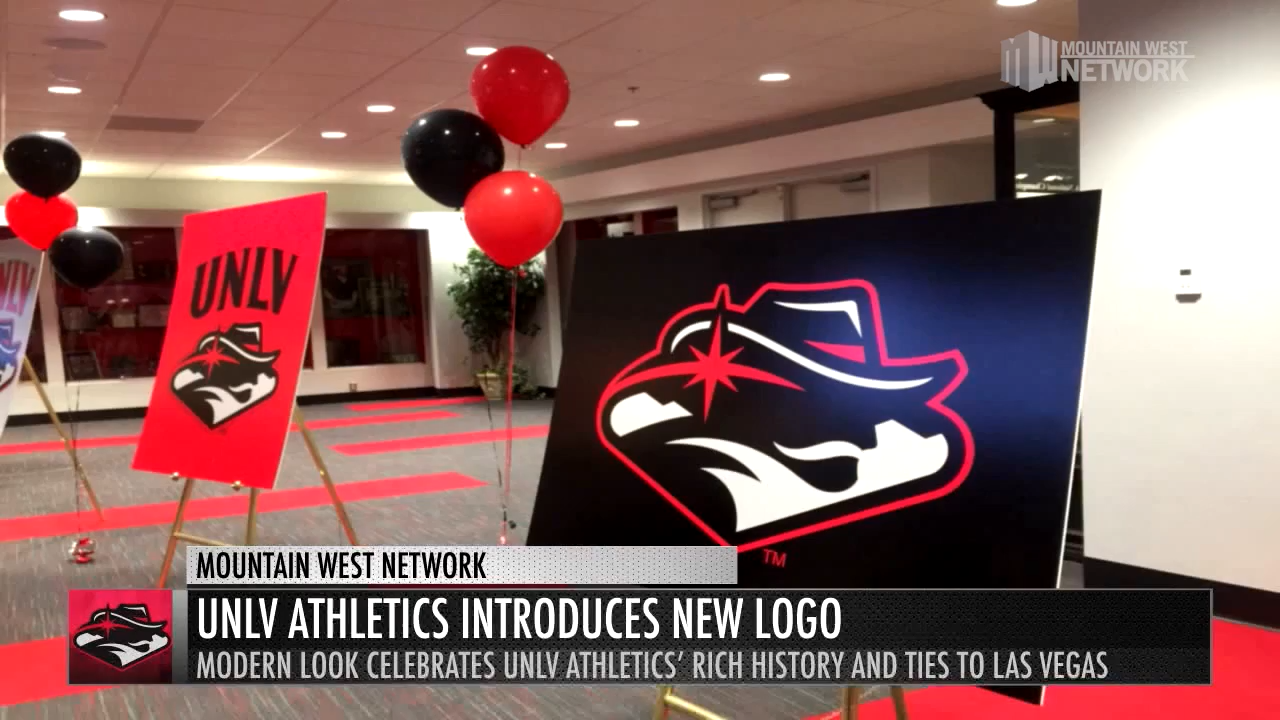 MOUNTAIN WEST
NETWORK
UNLV
UNLV
TM
MOUNTAIN WEST NETWORK
UNLV ATHLETICS INTRODUCES NEW LOGO
MODERN LOOK CELEBRATES UNLV ATHLETICS' RICH HISTORY AND TIES TO LAS VEGAS